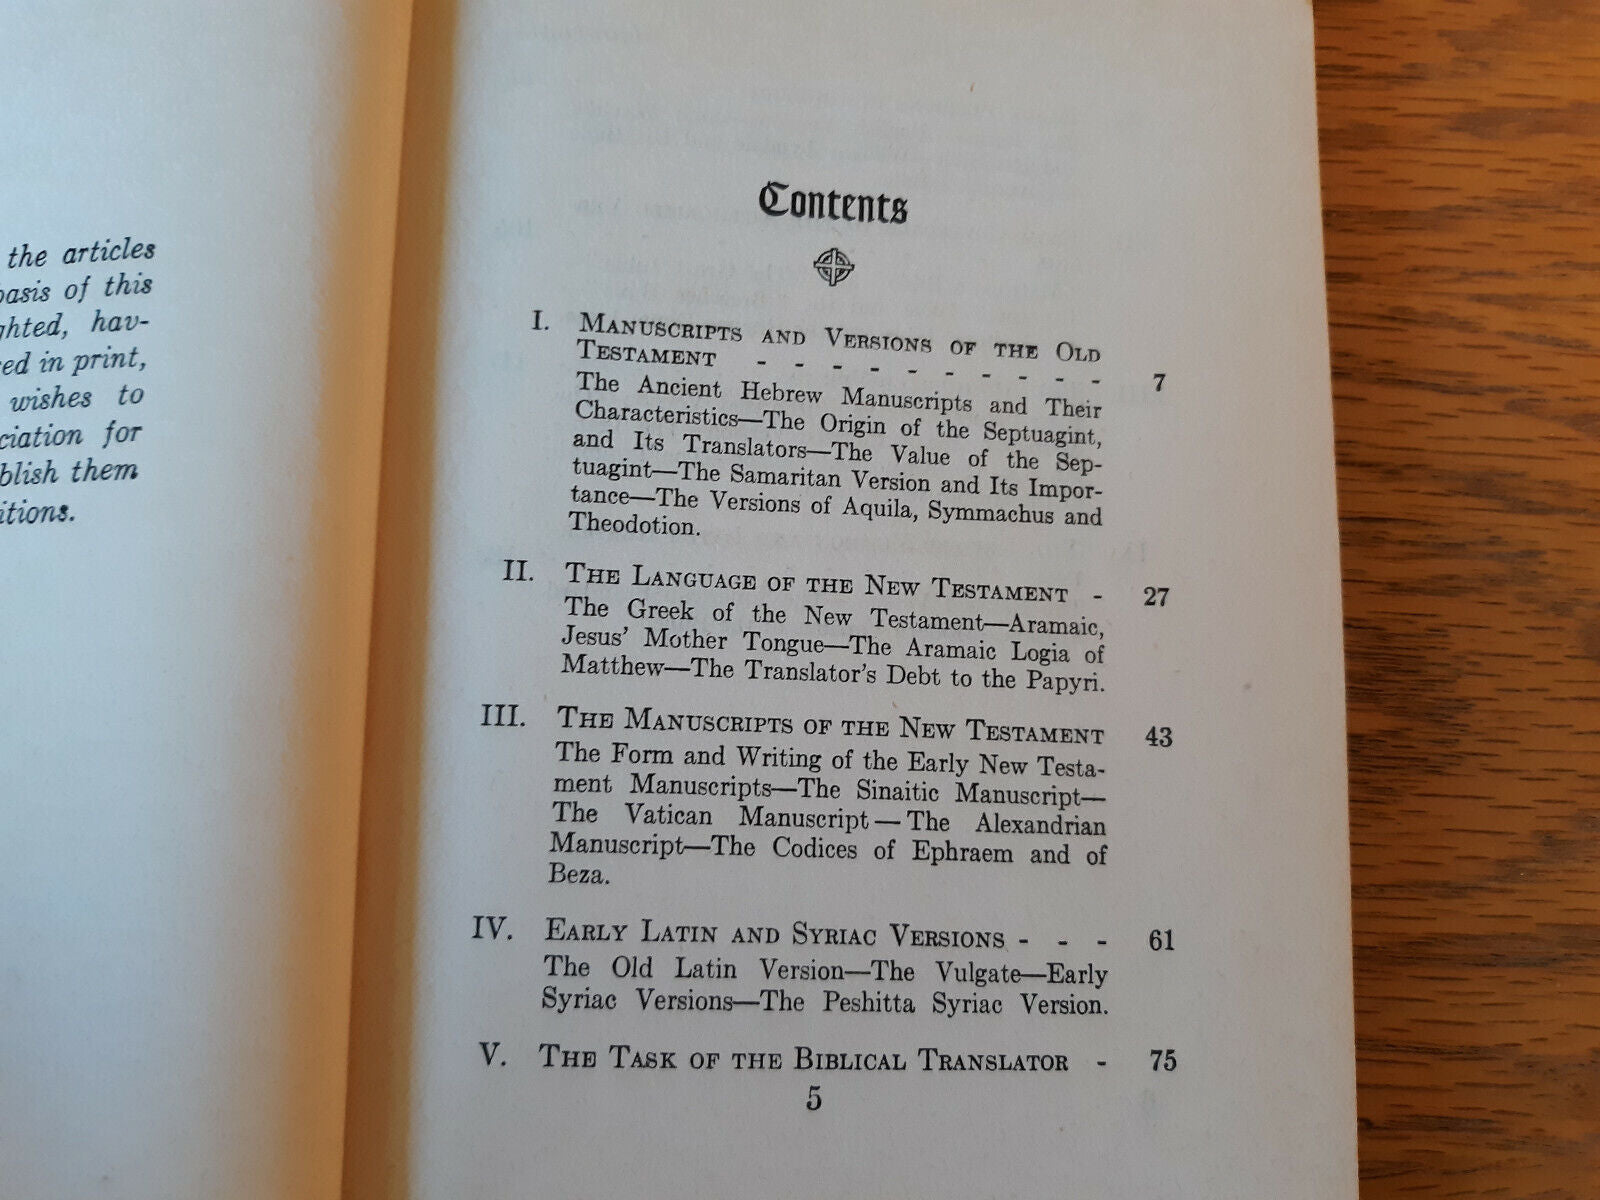 the articles
basis of this
ghted, hav-
ed in print,
wishes to
ciation for
blish them
itions.
Contents
I. MANUSCRIPTS AND VERSIONS OF THE OLD
TESTAMENT - - - - - - - - - - 7
The Ancient Hebrew Manuscripts and Their
Characteristics—The Origin of the Septuagint,
and Its Translators—The Value of the Sep-
tuagint—The Samaritan Version and Its Impor-
tance—The Versions of Aquila, Symmachus and
Theodotion.
II. THE LANGUAGE OF THE NEW TESTAMENT - 27
The Greek of the New Testament—Aramaic,
Jesus' Mother Tongue—The Aramaic Logia of
Matthew—The Translator's Debt to the Papyri.
III. THE MANUSCRIPTS OF THE NEW TESTAMENT 43
The Form and Writing of the Early New Testa-
ment Manuscripts—The Sinaitic Manuscript—
The Vatican Manuscript—The Alexandrian
Manuscript—The Codices of Ephraem and of
Beza.
IV. EARLY LATIN AND SYRIAC VERSIONS - - - 61
The Old Latin Version—The Vulgate—Early
Syriac Versions—The Peshitta Syriac Version.
V. THE TASK OF THE BIBLICAL TRANSLATOR - 75
5